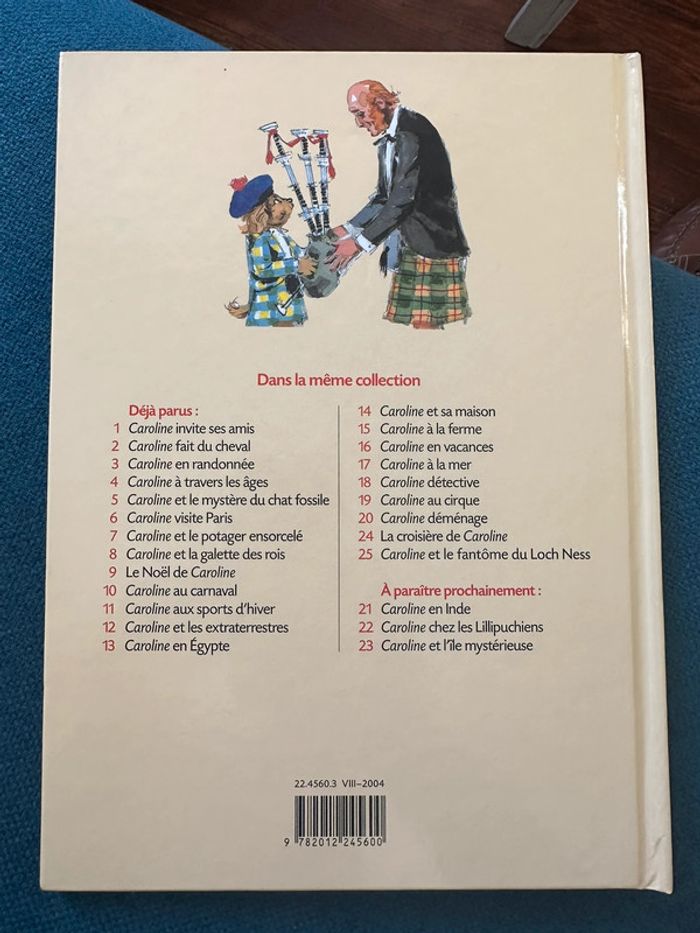 Dans la même collection
Déjà parus :
1 Caroline invite ses amis
2 Caroline fait du cheval
3 Caroline en randonnée
4 Caroline à travers les âges
5 Caroline et le mystère du chat fossile
6 Caroline visite Paris
7 Caroline et le potager ensorcelé
8 Caroline et la galette des rois
9 Le Noël de Caroline
10 Caroline au carnaval
11 Caroline aux sports d'hiver
12 Caroline et les extraterrestres
13 Caroline en Égypte
14 Caroline et sa maison
15 Caroline à la ferme
16 Caroline en vacances
17 Caroline à la mer
18 Caroline détective
19 Caroline au cirque
20 Caroline déménage
24 La croisière de Caroline
25 Caroline et le fantôme du Loch Ness
À paraître prochainement :
21 Caroline en Inde
22 Caroline chez les Lillipuchiens
23 Caroline et l'île mystérieuse
22.4560.3 VIII–2004
9 782012 245600